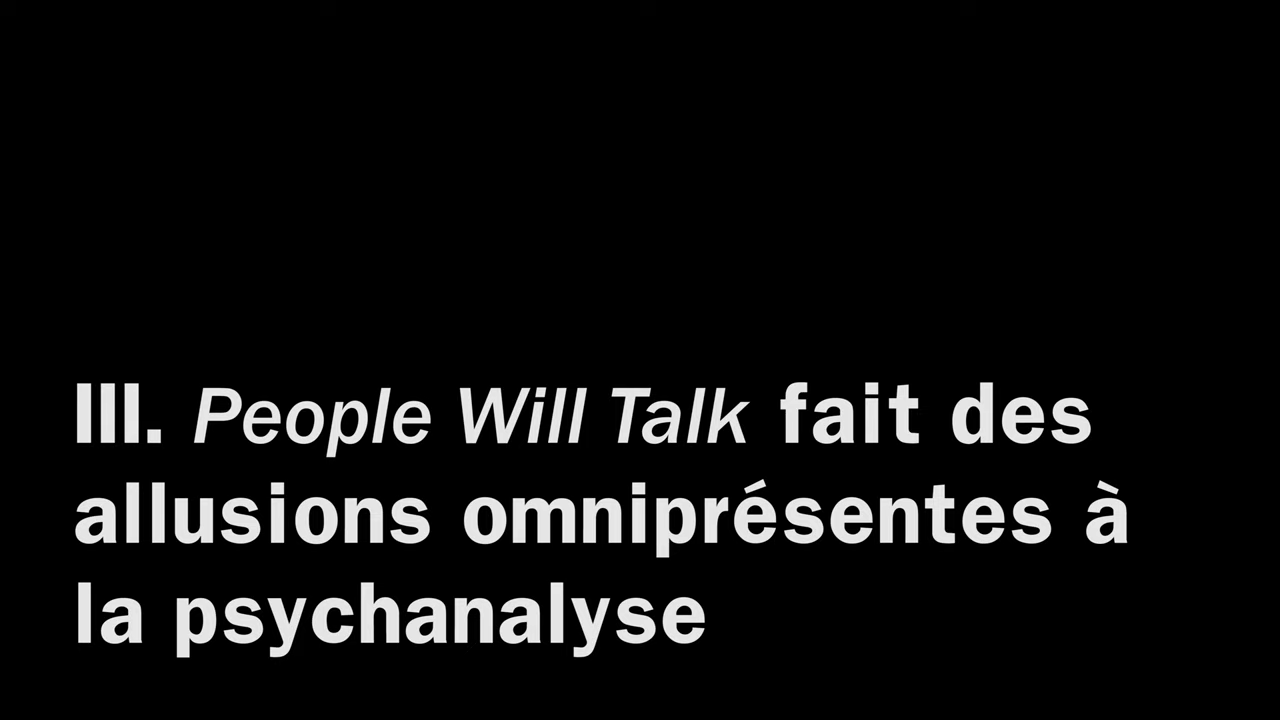 III. People Will Talk fait des
allusions omniprésentes à
la psychanalyse